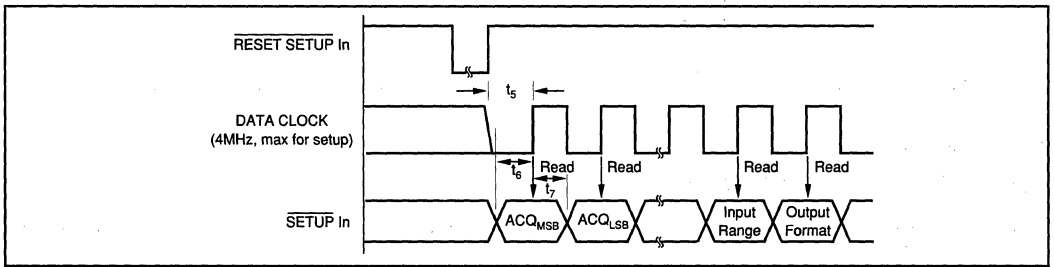 RESET SETUP In
t5
DATA CLOCK
(4MHz, max for setup)
Read Read Read Read
t6
t7
SETUP In
ACQMSB ACQLSB Input Range Output Format